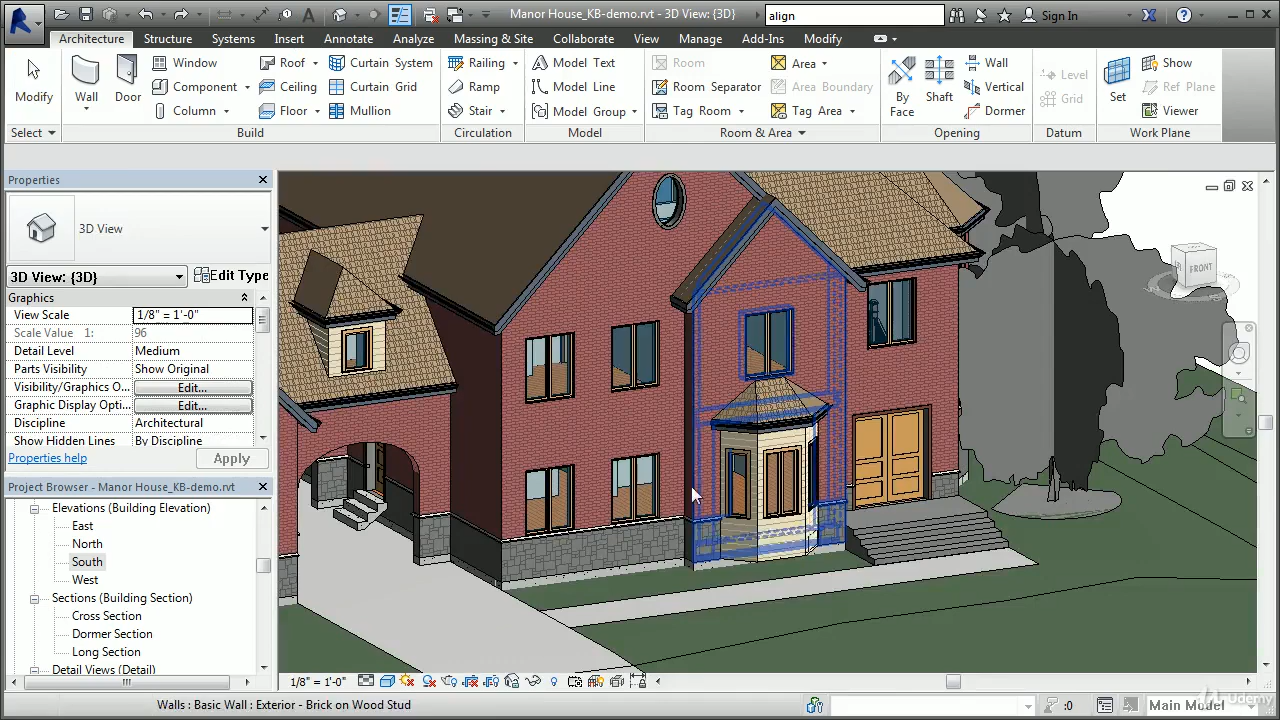 Manor House_KB-demo.rvt - 3D View: {3D}
align
Sign In
Architecture Structure Systems Insert Annotate Analyze Massing & Site Collaborate View Manage Add-Ins Modify
Modify Wall Door Window Roof Curtain System Railing Model Text Room Area By Face Shaft Wall Level Set Show
Component Ceiling Curtain Grid Ramp Model Line Room Separator Area Boundary Vertical Grid Ref Plane
Column Floor Mullion Stair Model Group Tag Room Tag Area Dormer Viewer
Select Build Circulation Model Room & Area Opening Datum Work Plane
Properties
3D View
3D View: {3D} Edit Type
Graphics
View Scale 1/8" = 1'-0"
Scale Value 1: 96
Detail Level Medium
Parts Visibility Show Original
Visibility/Graphics O... Edit...
Graphic Display Opti... Edit...
Discipline Architectural
Show Hidden Lines By Discipline
Properties help Apply
Project Browser - Manor House_KB-demo.rvt
Elevations (Building Elevation)
East
North
South
West
Sections (Building Section)
Cross Section
Dormer Section
Long Section
Detail Views (Detail)
FRONT
1/8" = 1'-0"
Walls : Basic Wall : Exterior - Brick on Wood Stud
:0
Main Model
Udemy